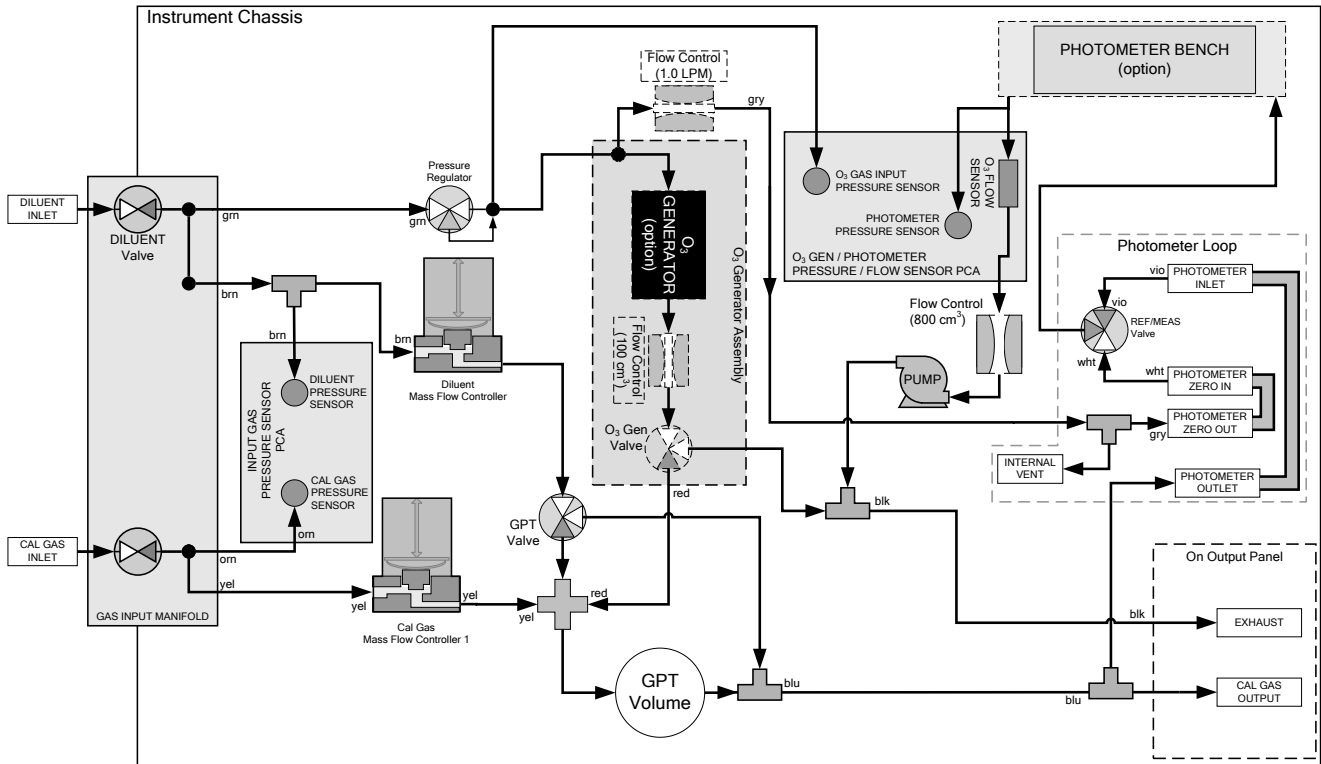 Instrument Chassis
Flow Control
(1.0 LPM)
gry
PHOTOMETER BENCH
(option)
Pressure
Regulator
DILUENT
INLET
grn
grn
DILUENT
Valve
O₃
GENERATOR
(option)
O₃ Generator Assembly
O₃ GAS INPUT
PRESSURE SENSOR
O₃ FLOW
SENSOR
PHOTOMETER
PRESSURE SENSOR
O₃ GEN / PHOTOMETER
PRESSURE / FLOW SENSOR PCA
Photometer Loop
vio
PHOTOMETER
INLET
vio
REF/MEAS
Valve
wht
wht
PHOTOMETER
ZERO IN
PHOTOMETER
ZERO OUT
gry
INTERNAL
VENT
PHOTOMETER
OUTLET
brn
brn
brn
DILUENT
PRESSURE
SENSOR
INPUT GAS
PRESSURE SENSOR
PCA
CAL GAS
PRESSURE
SENSOR
orn
Diluent
Mass Flow Controller
Flow Control
(100 cm³)
Flow Control
(800 cm³)
PUMP
O₃ Gen
Valve
red
blk
GPT
Valve
CAL GAS
INLET
orn
yel
GAS INPUT MANIFOLD
yel
yel
Cal Gas
Mass Flow Controller 1
yel
red
GPT
Volume
blu
blu
On Output Panel
blk
EXHAUST
CAL GAS
OUTPUT